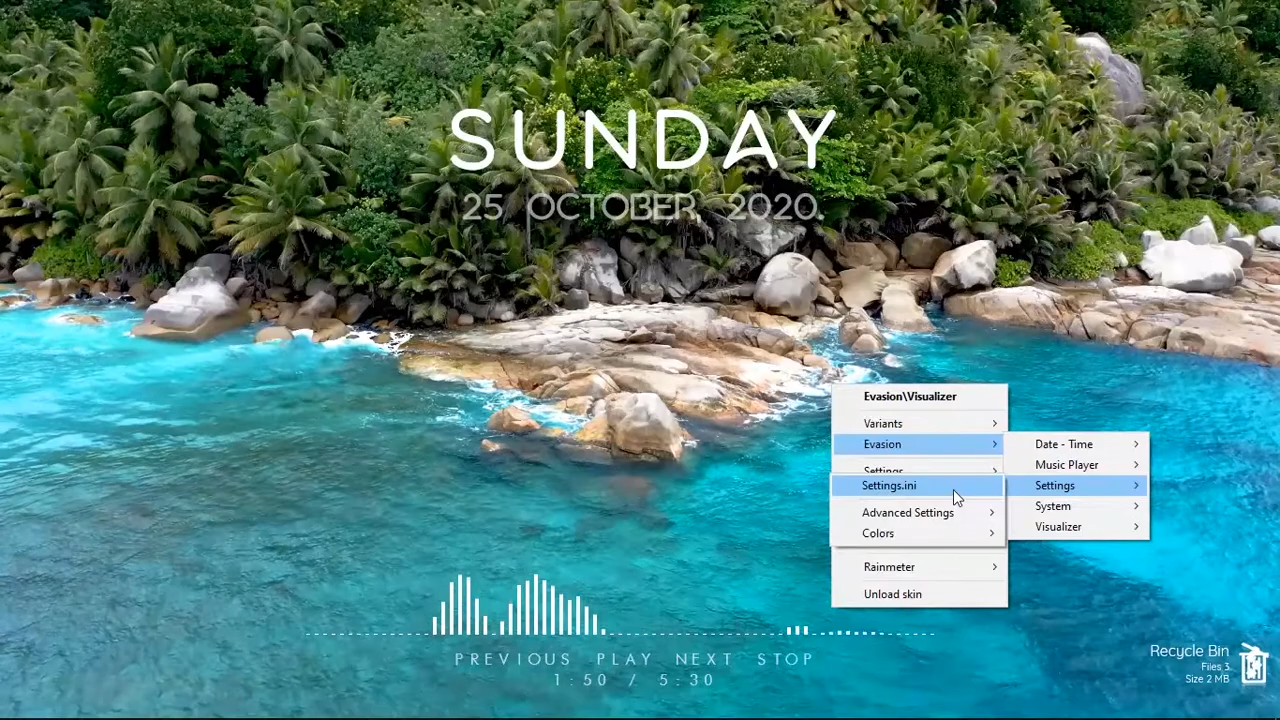 SUNDAY
25 OCTOBER 2020.
Evasion\Visualizer
Variants
Evasion
Settings
Settings.ini
Advanced Settings
Colors
Rainmeter
Unload skin
Date - Time
Music Player
Settings
System
Visualizer
PREVIOUS PLAY NEXT STOP
1:50 / 5:30
Recycle Bin
Files 3
Size 2 MB